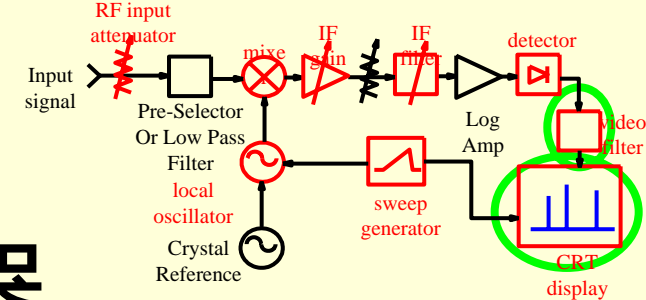 RF input
attenuator
Input
signal
Pre-Selector
Or Low Pass
Filter
mixe
IF
gain
IF
filter
Log
Amp
detector
video
filter
local
oscillator
sweep
generator
Crystal
Reference
CRT
display